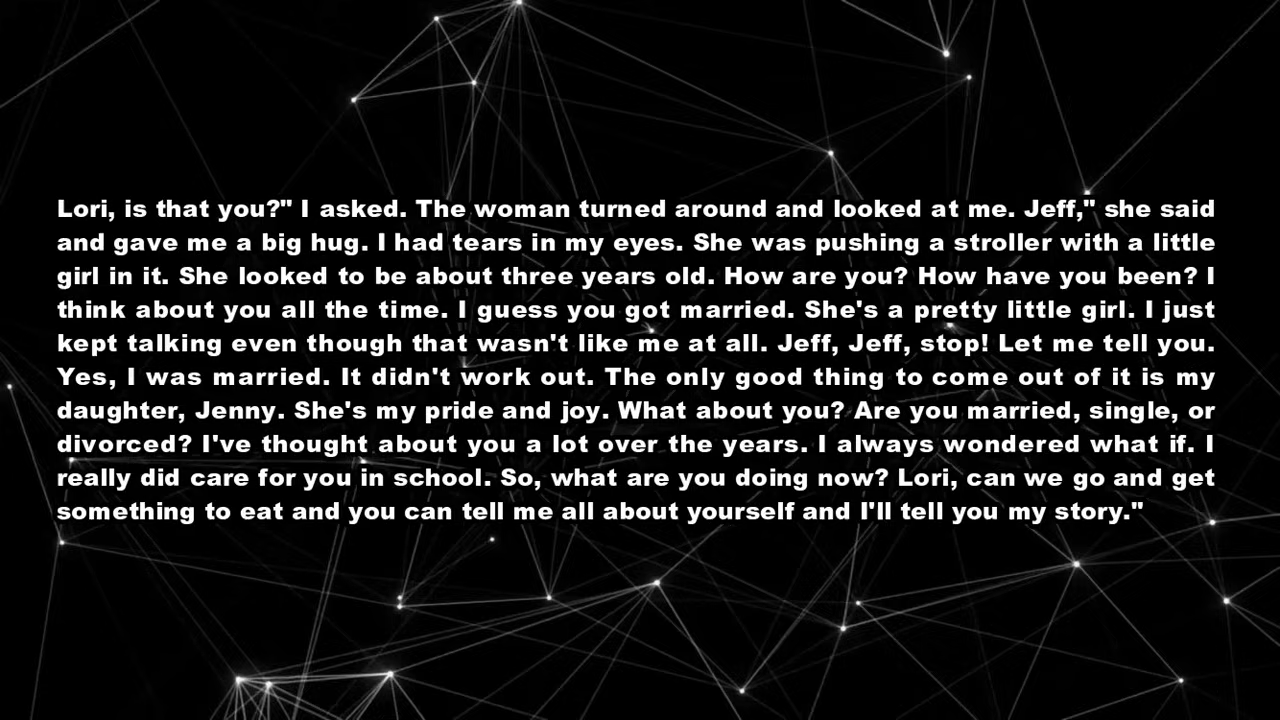 Lori, is that you?" I asked. The woman turned around and looked at me. Jeff," she said
and gave me a big hug. I had tears in my eyes. She was pushing a stroller with a little
girl in it. She looked to be about three years old. How are you? How have you been? I
think about you all the time. I guess you got married. She's a pretty little girl. I just
kept talking even though that wasn't like me at all. Jeff, Jeff, stop! Let me tell you.
Yes, I was married. It didn't work out. The only good thing to come out of it is my
daughter, Jenny. She's my pride and joy. What about you? Are you married, single, or
divorced? I've thought about you a lot over the years. I always wondered what if. I
really did care for you in school. So, what are you doing now? Lori, can we go and get
something to eat and you can tell me all about yourself and I'll tell you my story."